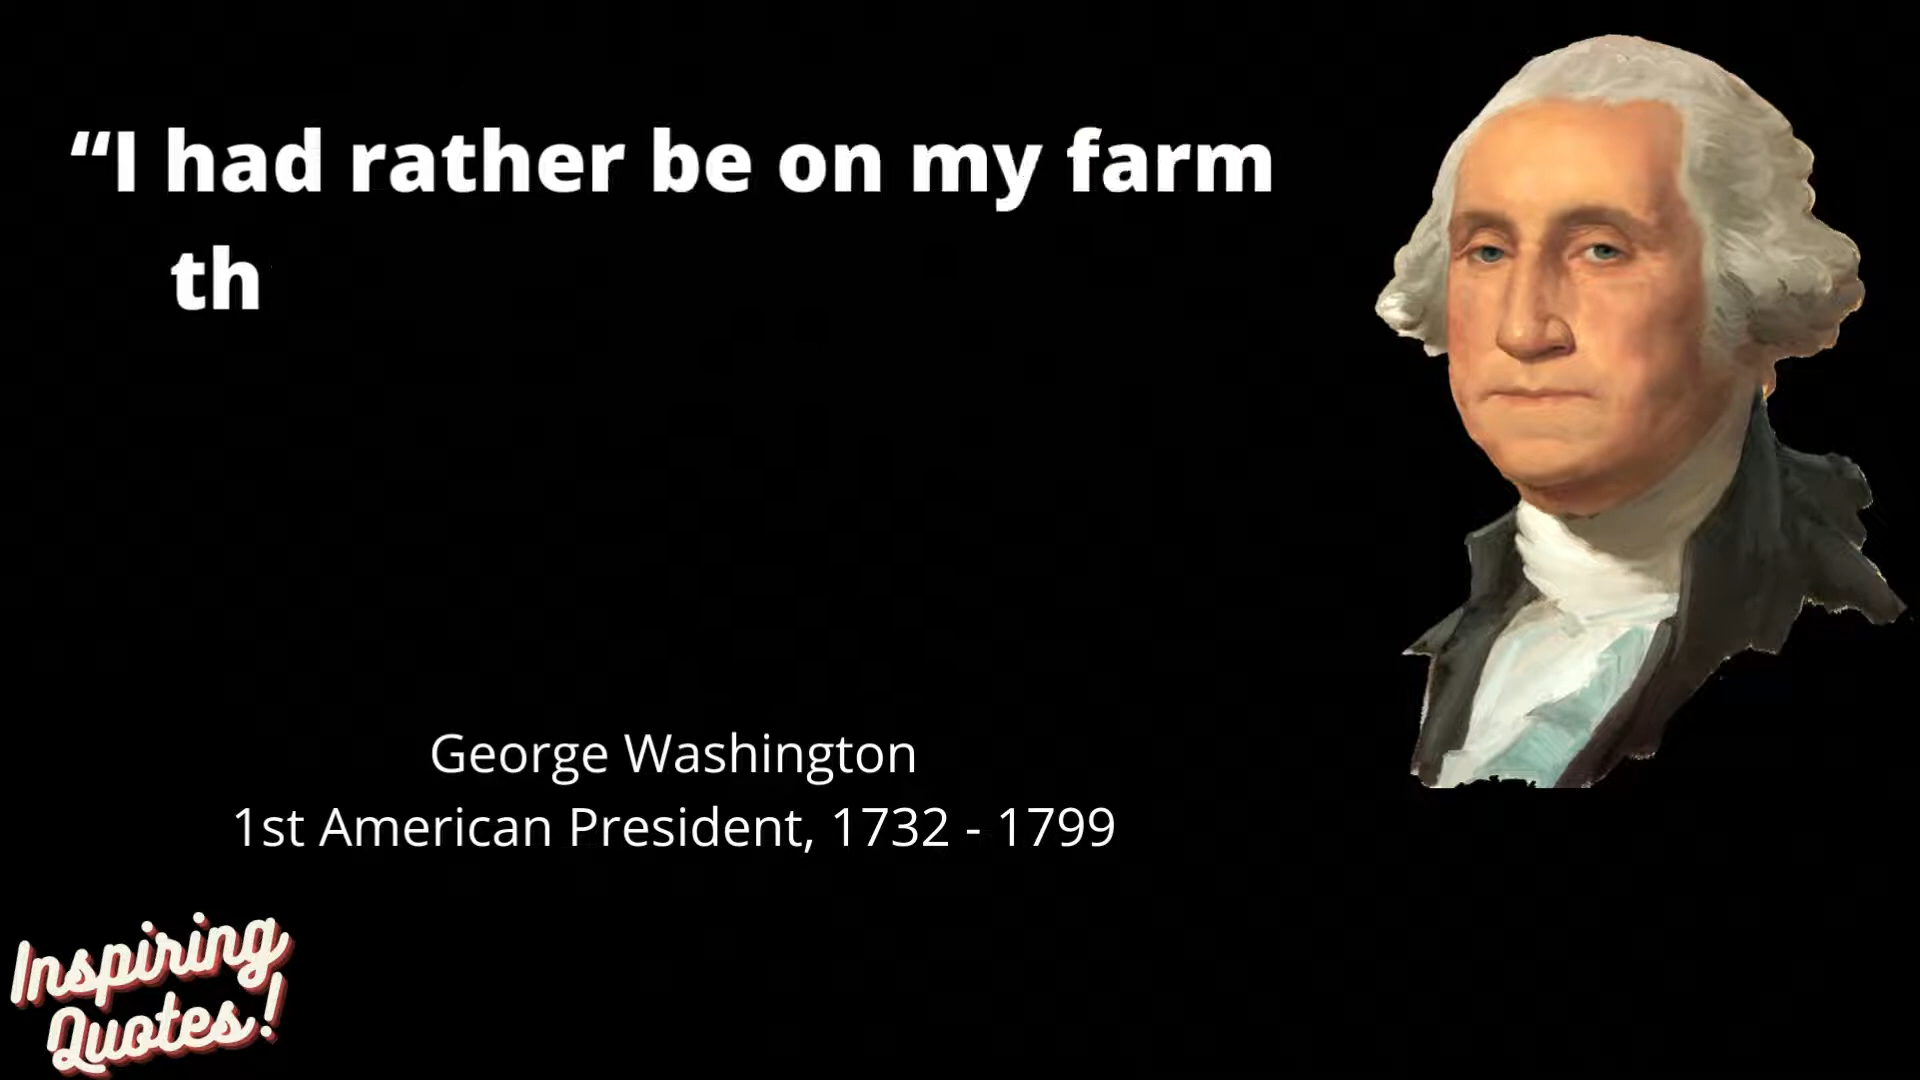 “I had rather be on my farm
th
George Washington
1st American President, 1732 - 1799
Inspiring
Quotes!